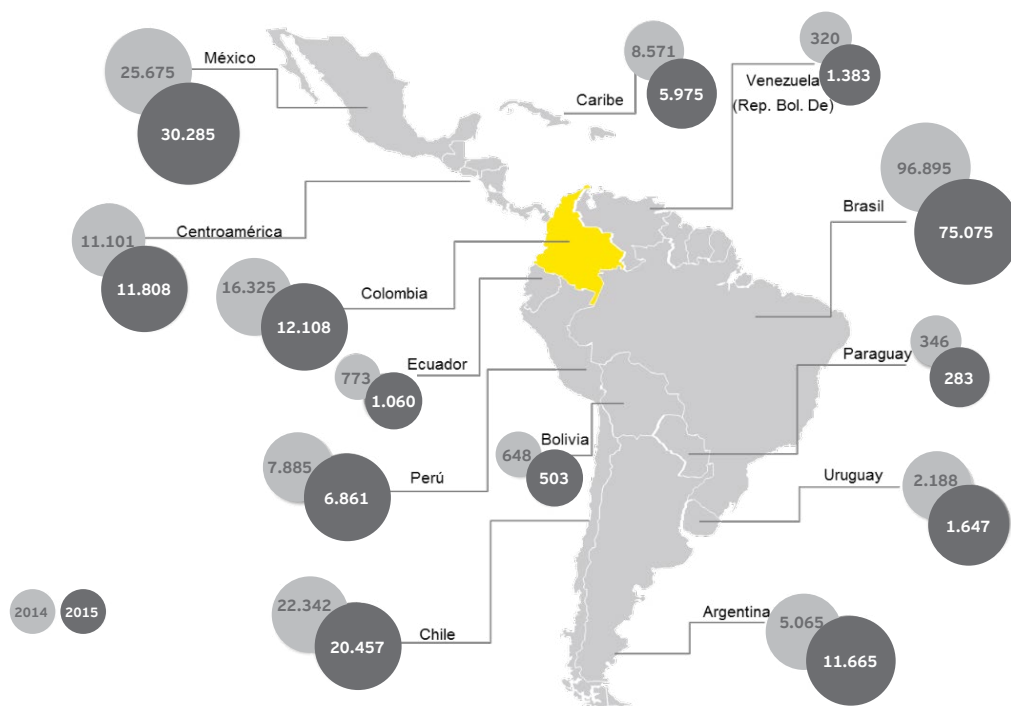 México
25.675
30.285
8.571
5.975
Caribe
320
1.383
Venezuela
(Rep. Bol. De)
96.895
75.075
Brasil
11.101
11.808
Centroamérica
16.325
12.108
Colombia
773
1.060
Ecuador
346
283
Paraguay
648
503
Bolivia
7.885
6.861
Perú
2.188
1.647
Uruguay
22.342
20.457
Chile
Argentina
5.065
11.665
2014
2015